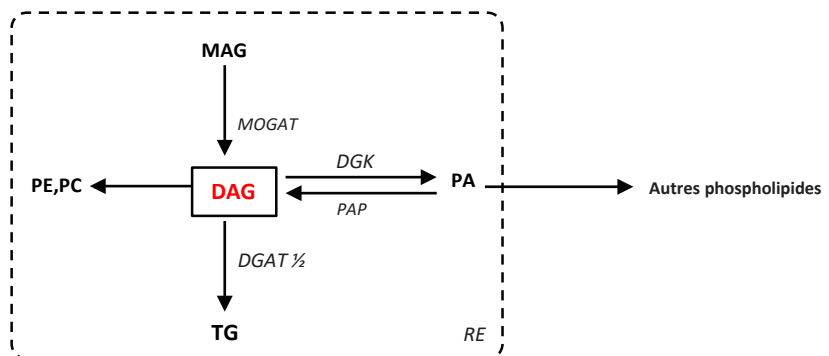 MAG
MOGAT
DGK
PE,PC
DAG
PA
Autres phospholipides
PAP
DGAT ½
TG
RE